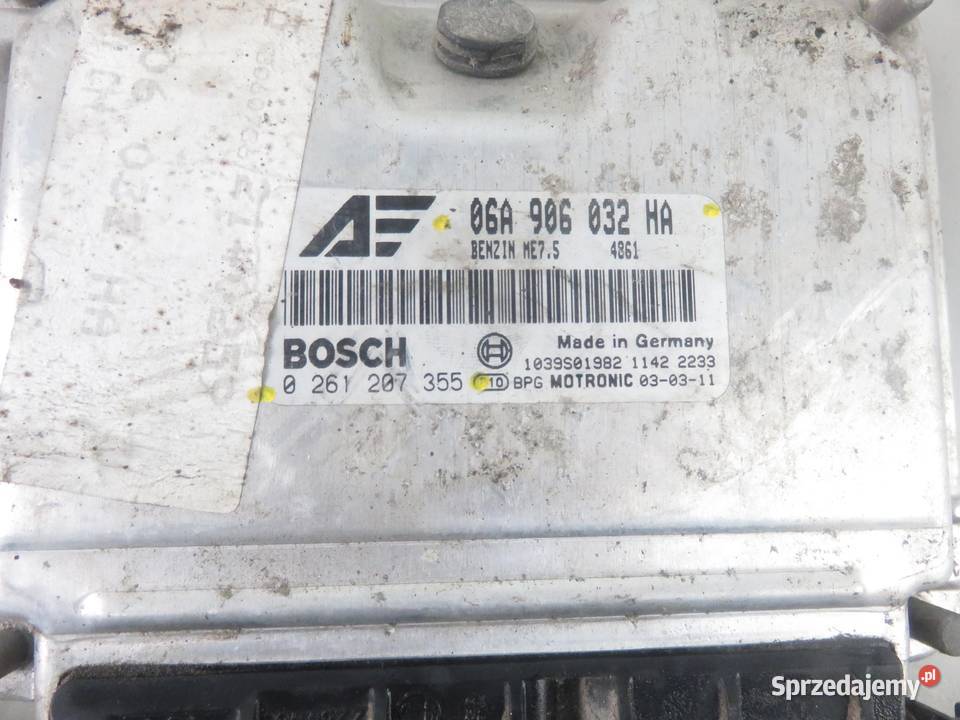 06A 906 032 HA
BENZIN ME7.5 4861
BOSCH Made in Germany
1039S01982 1142 2233
0 261 207 355 10 BPG MOTRONIC 03-03-11
Sprzedajemy.pl